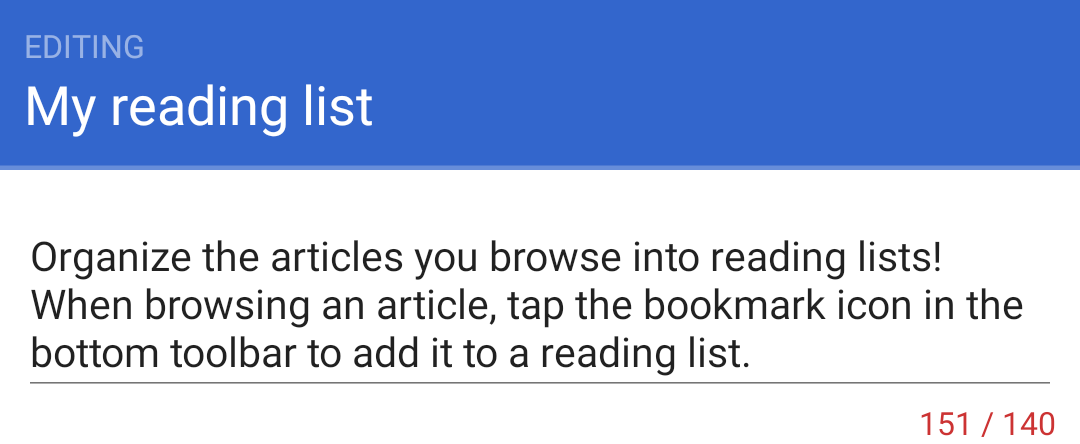 EDITING
My reading list
Organize the articles you browse into reading lists!
When browsing an article, tap the bookmark icon in the
bottom toolbar to add it to a reading list.
151 / 140